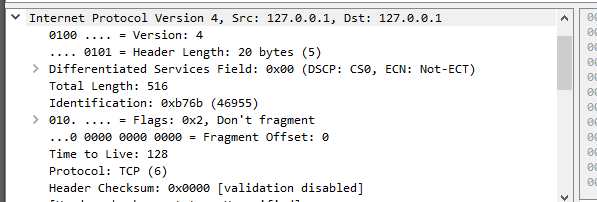 Internet Protocol Version 4, Src: 127.0.0.1, Dst: 127.0.0.1
0100 .... = Version: 4
.... 0101 = Header Length: 20 bytes (5)
Differentiated Services Field: 0x00 (DSCP: CS0, ECN: Not-ECT)
Total Length: 516
Identification: 0xb76b (46955)
010. .... = Flags: 0x2, Don't fragment
...0 0000 0000 0000 = Fragment Offset: 0
Time to Live: 128
Protocol: TCP (6)
Header Checksum: 0x0000 [validation disabled]